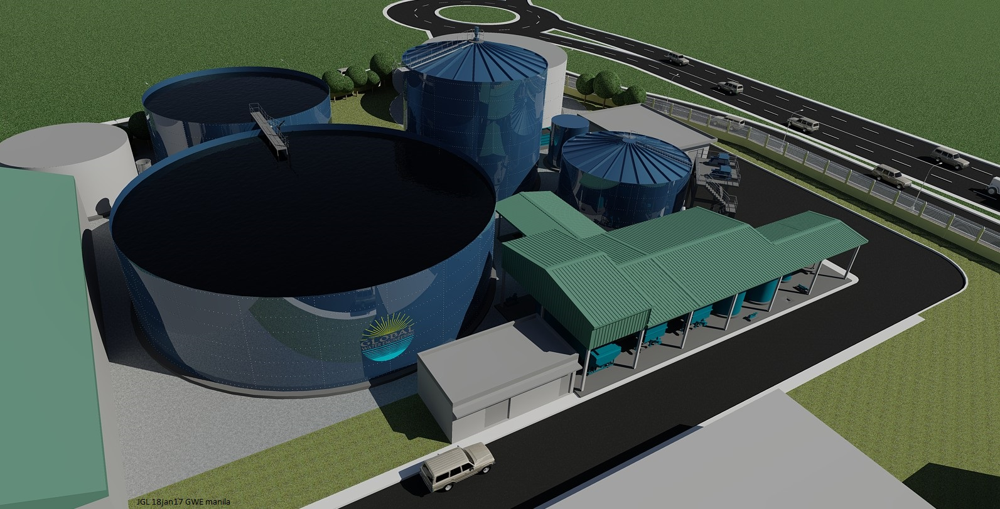 GLOBAL
WATER ENGINEERING
JGL 18jan17 GWE manila